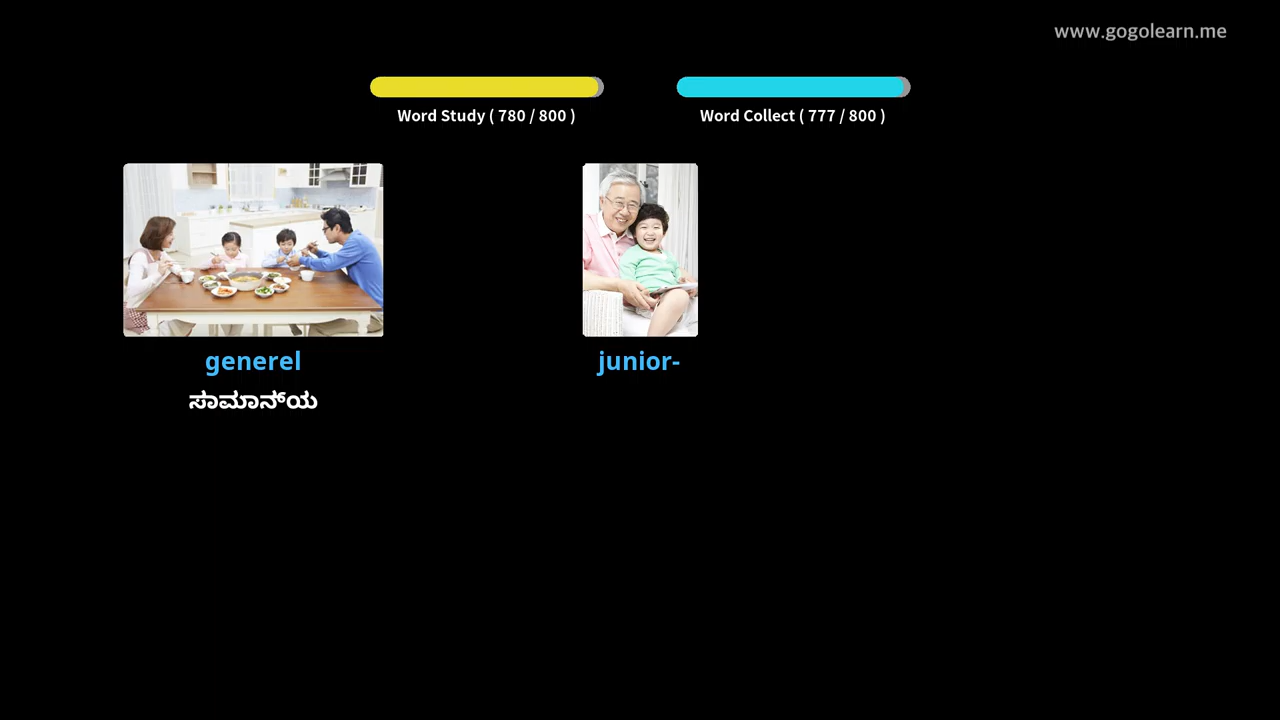 www.gogolearn.me
Word Study ( 780 / 800 )
Word Collect ( 777 / 800 )
generel
junior-
ಸಾಮಾನ್‌ಯ